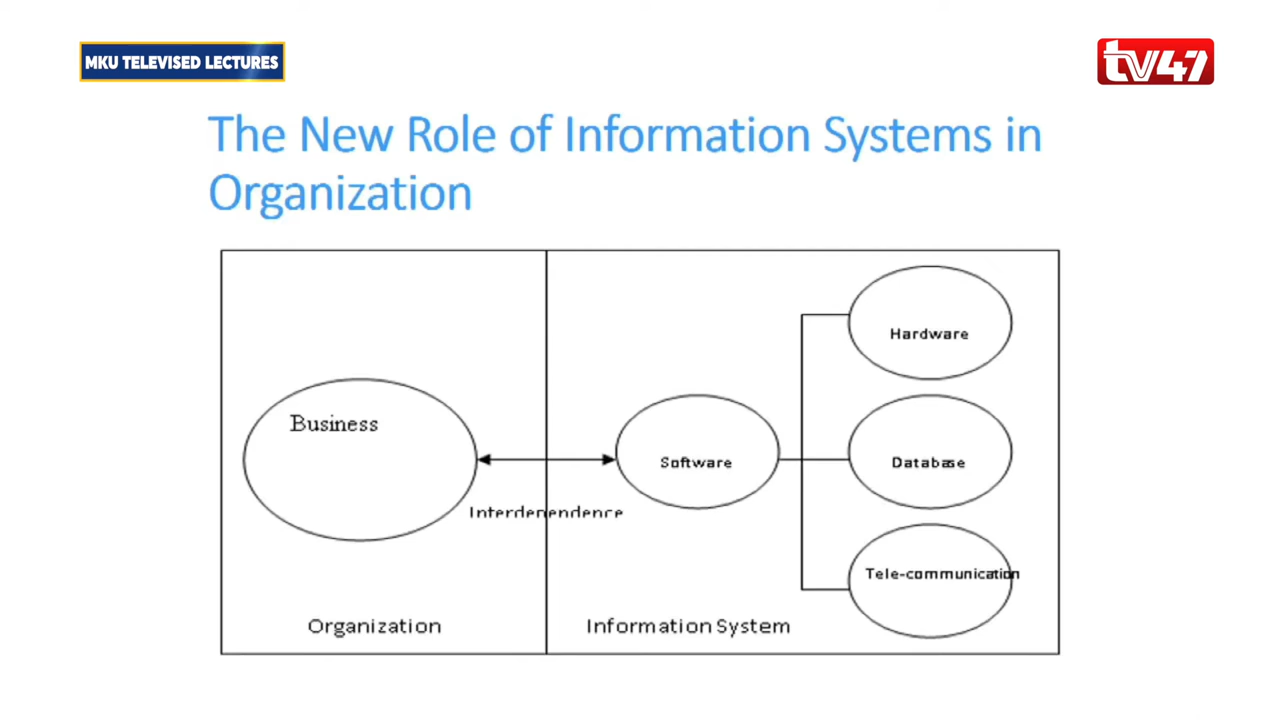 MKU TELEVISED LECTURES
tv47
The New Role of Information Systems in
Organization
Hardware
Business
Software
Database
Interdependence
Tele-communication
Organization
Information System